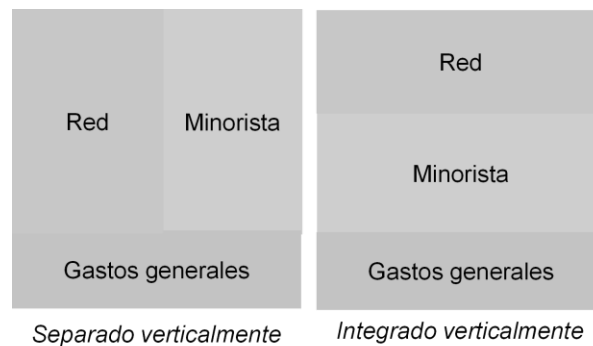 Red
Minorista
Gastos generales
Separado verticalmente
Red
Minorista
Gastos generales
Integrado verticalmente